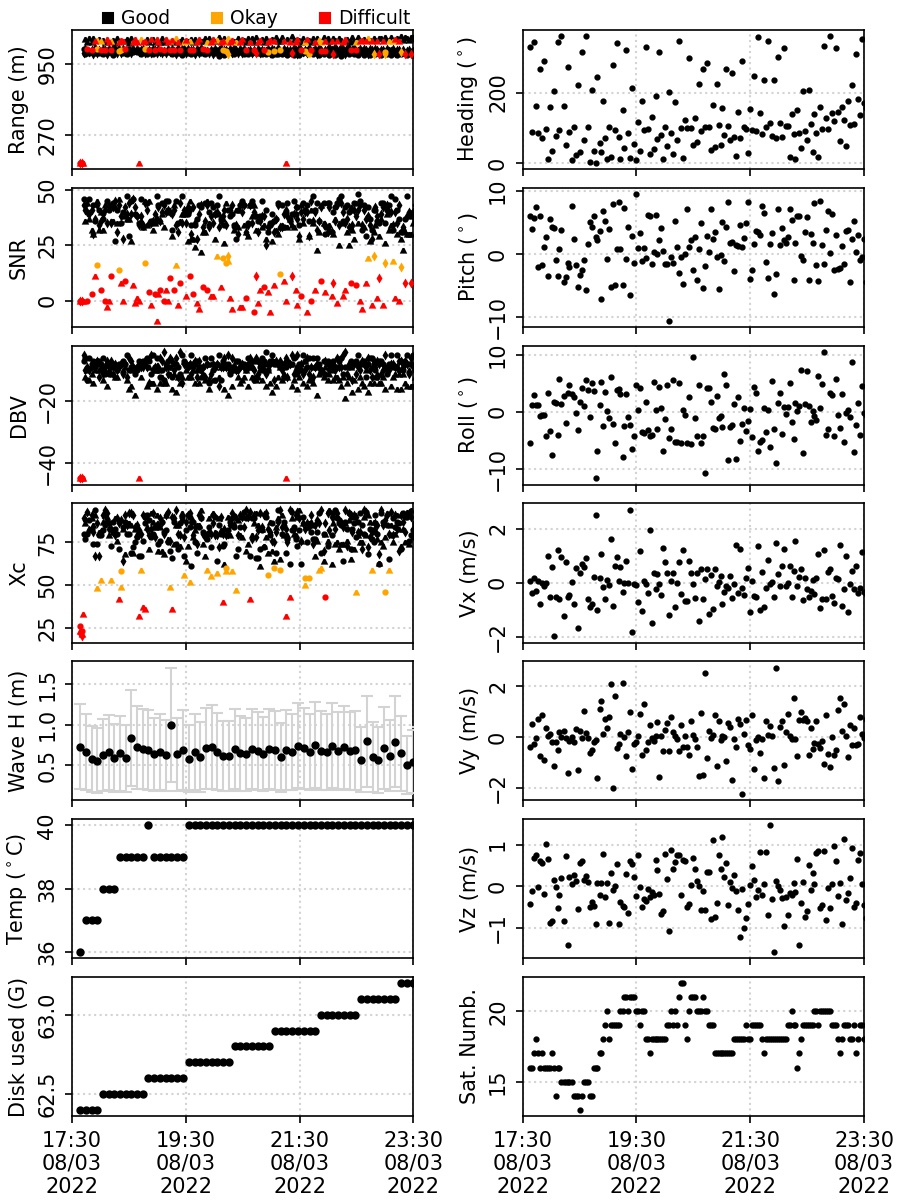 Good Okay Difficult
Range (m)
950
270
Heading (°)
200
0
SNR
50
25
0
Pitch (°)
10
0
−10
DBV
−20
−40
Roll (°)
10
0
−10
Xc
75
50
25
Vx (m/s)
2
0
−2
Wave H (m)
1.5
1.0
0.5
Vy (m/s)
2
0
−2
Temp (°C)
40
38
36
Vz (m/s)
1
0
−1
Disk used (G)
63.0
62.5
Sat. Numb.
20
15
17:30 19:30 21:30 23:30
08/03 08/03 08/03 08/03
2022 2022 2022 2022
17:30 19:30 21:30 23:30
08/03 08/03 08/03 08/03
2022 2022 2022 2022